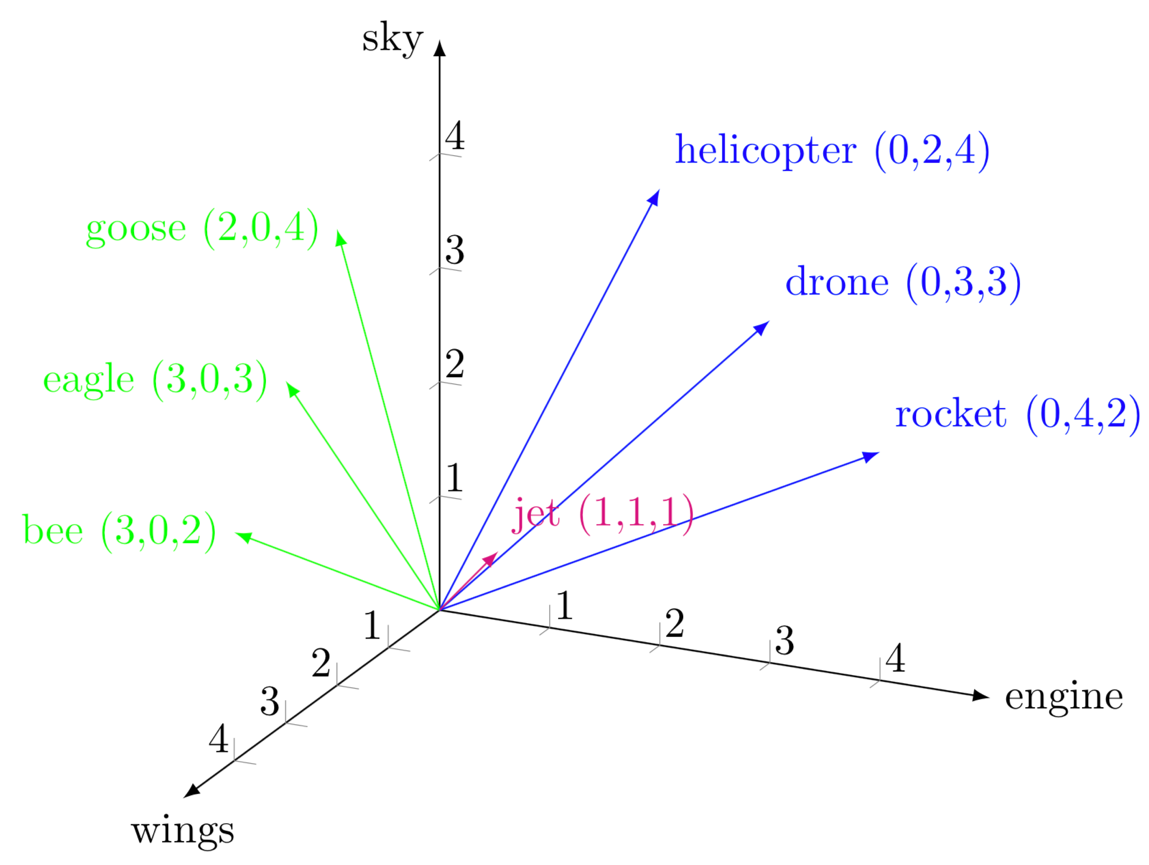 sky
4
helicopter (0,2,4)
goose (2,0,4)
3
drone (0,3,3)
eagle (3,0,3)
2
rocket (0,4,2)
1
jet (1,1,1)
bee (3,0,2)
1
1
2
2
3
3
4
4
engine
wings